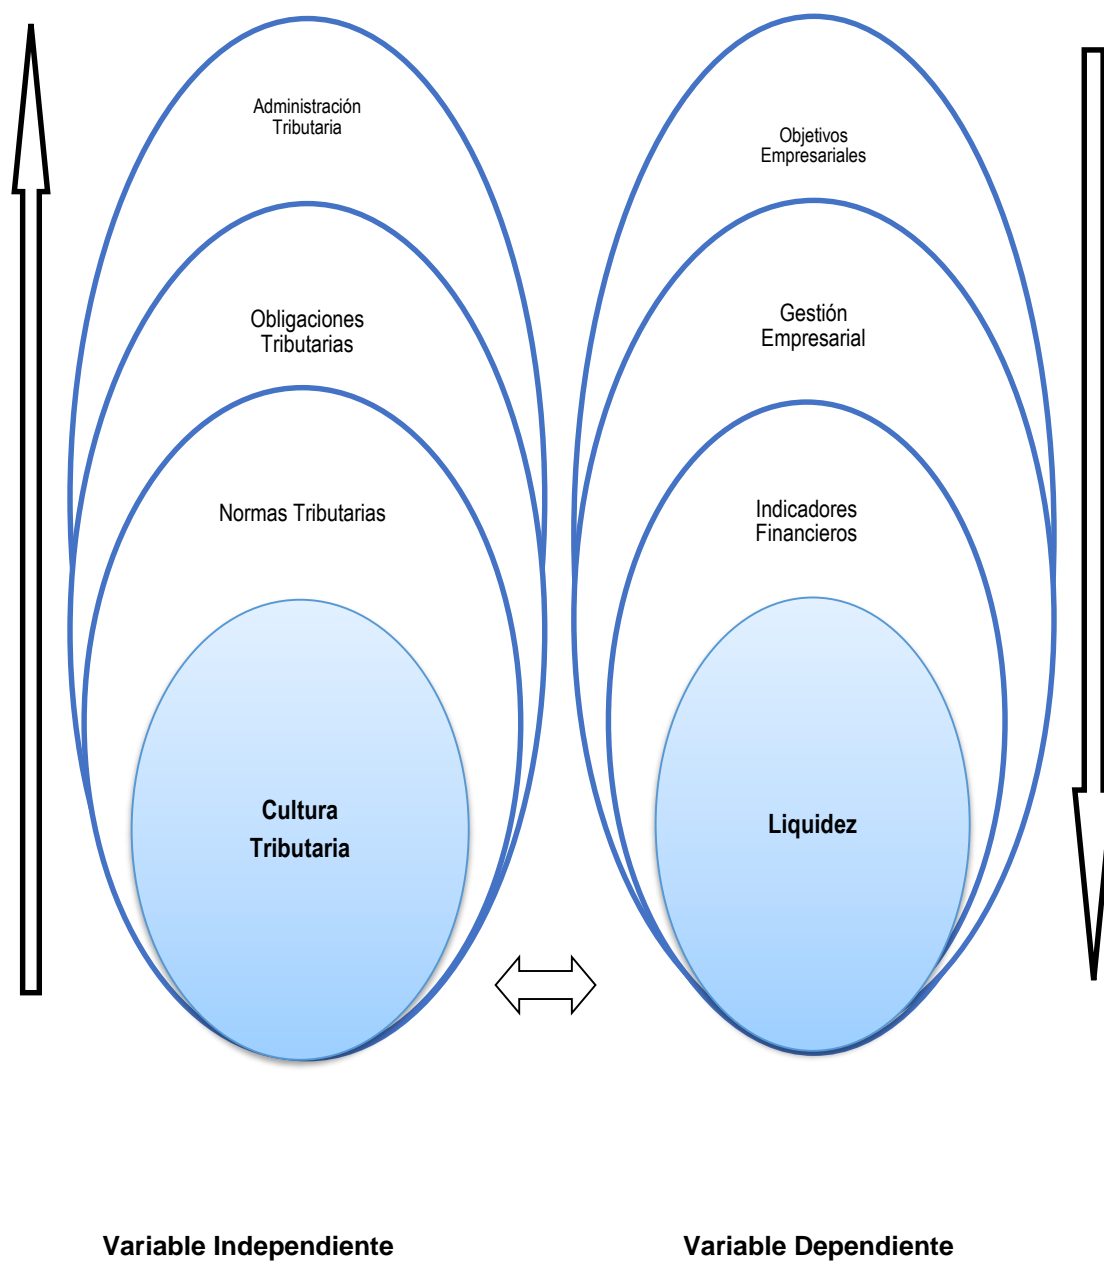 Administración
Tributaria
Obligaciones
Tributarias
Normas Tributarias
Cultura
Tributaria
Objetivos
Empresariales
Gestión
Empresarial
Indicadores
Financieros
Liquidez
Variable Independiente
Variable Dependiente